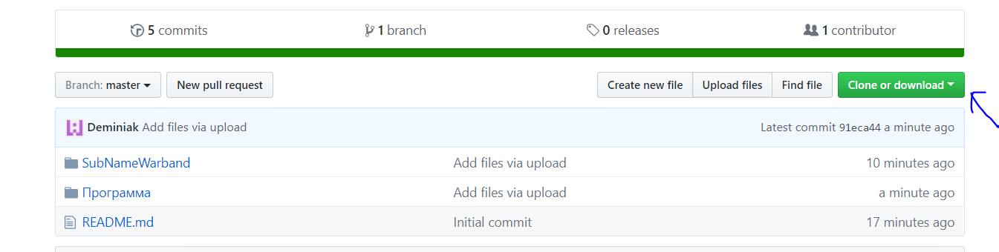 5 commits 1 branch 0 releases 1 contributor
Branch: master New pull request Create new file Upload files Find file Clone or download
Deminiak Add files via upload Latest commit 91eca44 a minute ago
SubNameWarband Add files via upload 10 minutes ago
Программа Add files via upload a minute ago
README.md Initial commit 17 minutes ago